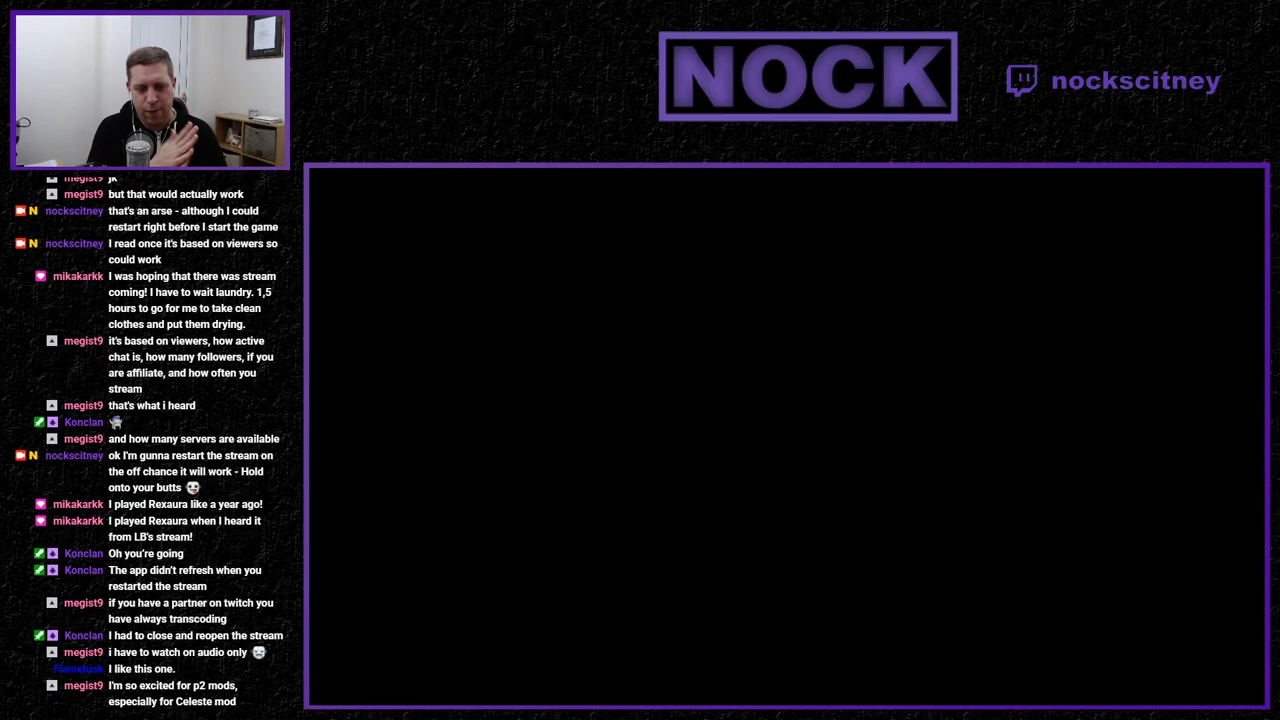 NOCK
nockscitney
megist9 jk
megist9 but that would actually work
N nockscitney that's an arse - although I could
restart right before I start the game
N nockscitney I read once it's based on viewers so
could work
mikakarkk I was hoping that there was stream
coming! I have to wait laundry. 1,5
hours to go for me to take clean
clothes and put them drying.
megist9 it's based on viewers, how active
chat is, how many followers, if you
are affiliate, and how often you
stream
megist9 that's what i heard
Konclan
megist9 and how many servers are available
N nockscitney ok I'm gunna restart the stream on
the off chance it will work - Hold
onto your butts
mikakarkk I played Rexaura like a year ago!
mikakarkk I played Rexaura when I heard it
from LB's stream!
Konclan Oh you're going
Konclan The app didn't refresh when you
restarted the stream
megist9 if you have a partner on twitch you
have always transcoding
Konclan I had to close and reopen the stream
megist9 i have to watch on audio only
Flametusk I like this one.
megist9 I'm so excited for p2 mods,
especially for Celeste mod